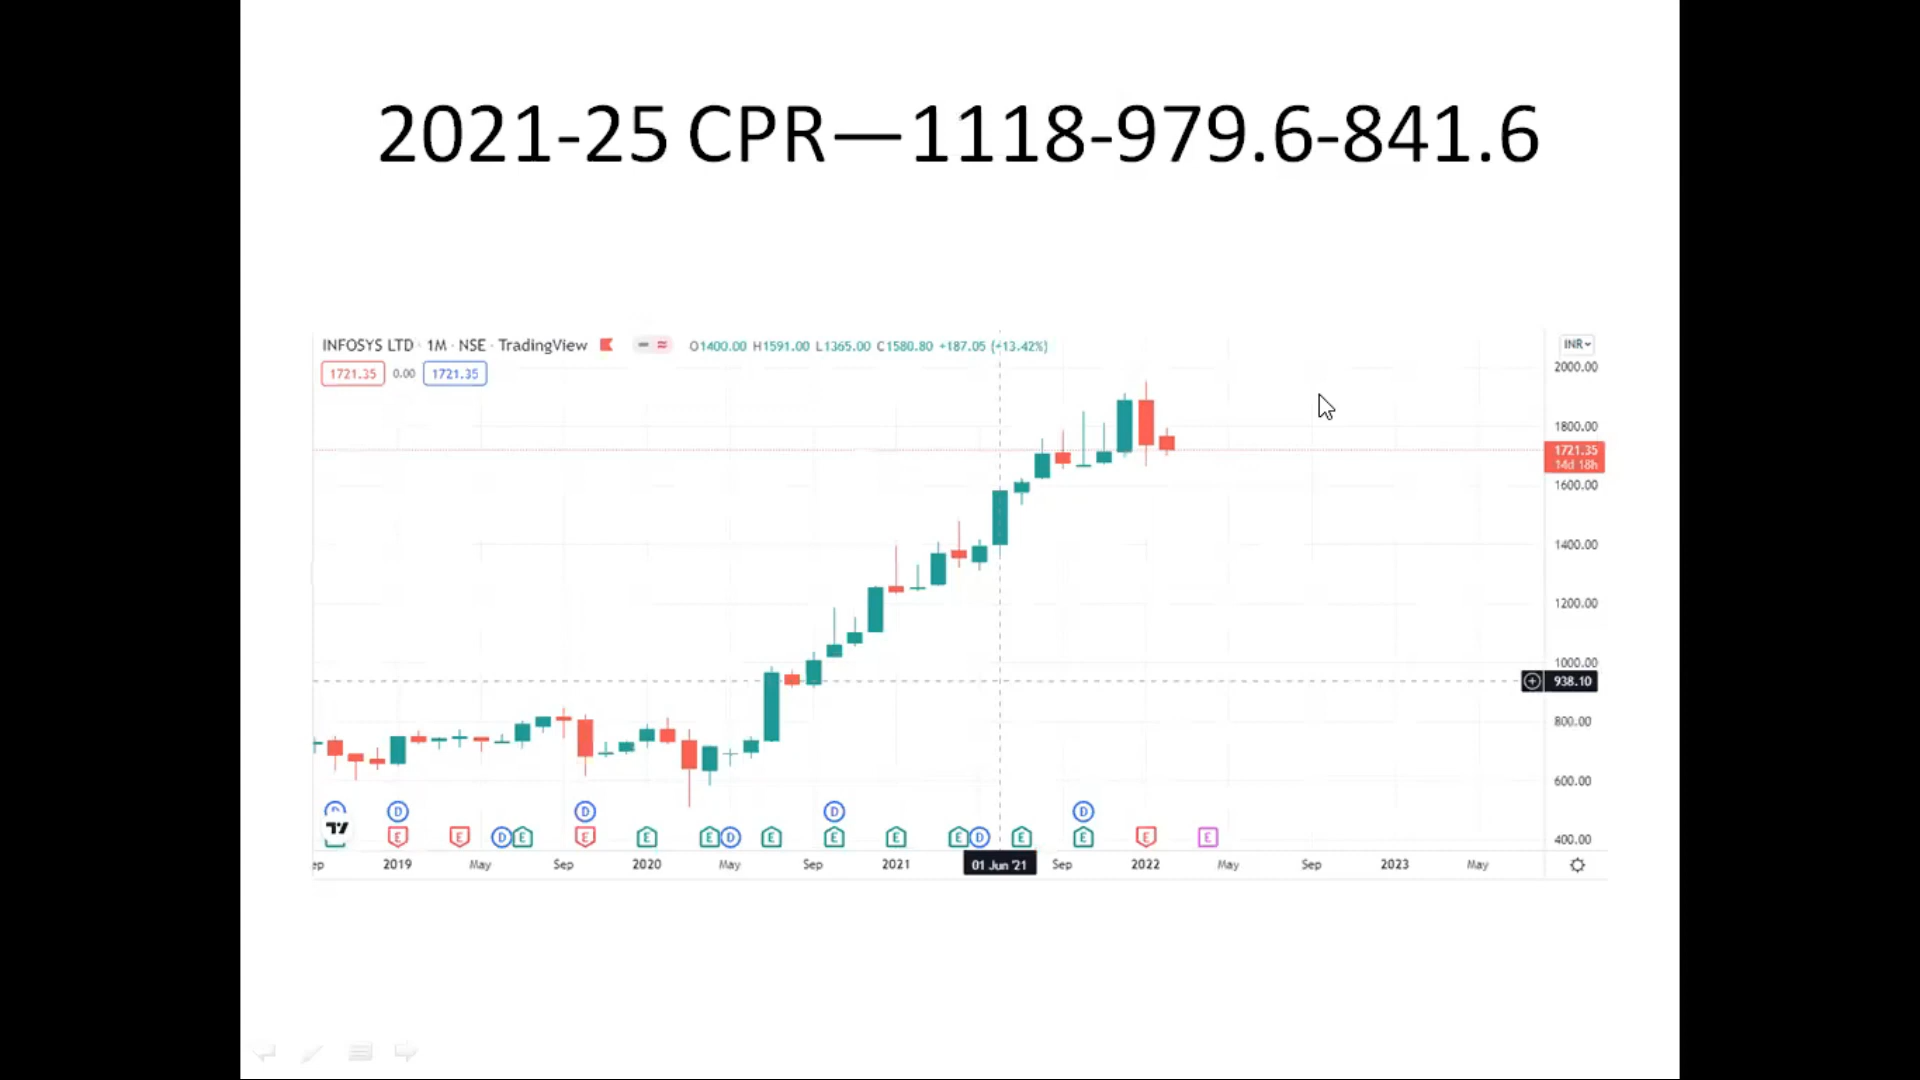 2021-25 CPR—1118-979.6-841.6
INFOSYS LTD · 1M · NSE · TradingView O1400.00 H1591.00 L1365.00 C1580.80 +187.05 (+13.42%)
INR
1721.35 0.00 1721.35
2000.00
1800.00
1721.35
14d 18h
1600.00
1400.00
1200.00
1000.00
938.10
800.00
600.00
400.00
D D D D D
E E D E E E E D E E E E D E E E E
ep 2019 May Sep 2020 May Sep 2021 01 Jun '21 Sep 2022 May Sep 2023 May